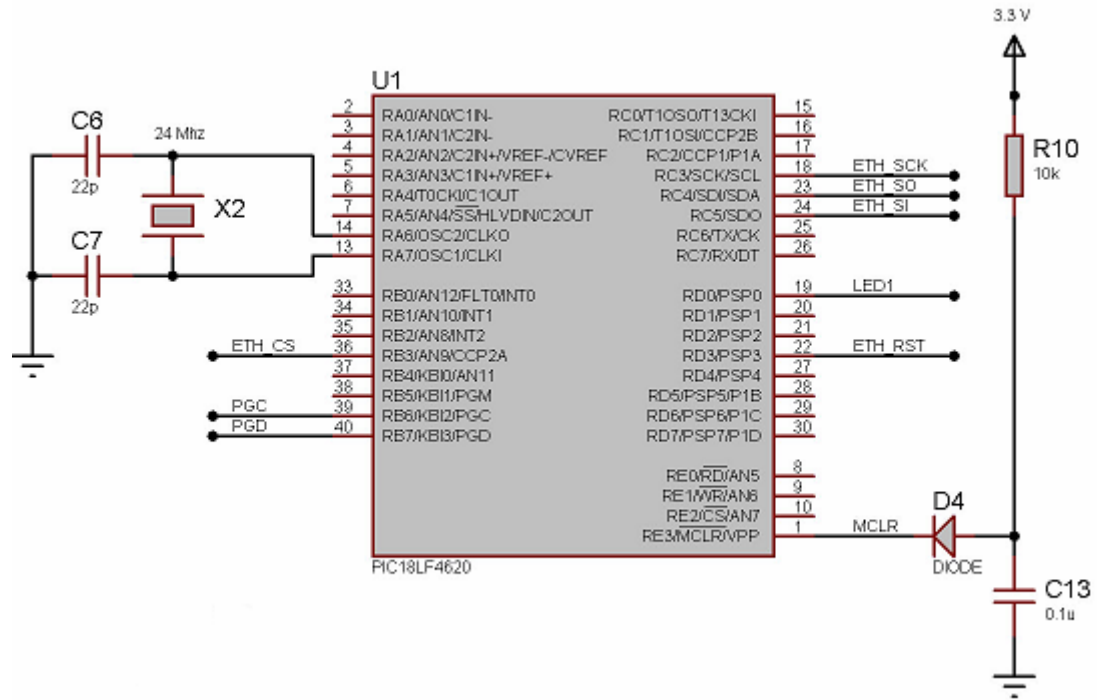 3.3 V
U1
C6
22p
24 Mhz
X2
C7
22p
R10
10k
2 RA0/AN0/C1IN-
3 RA1/AN1/C2IN-
4 RA2/AN2/C2IN+/VREF-/CVREF
5 RA3/AN3/C1IN+/VREF+
6 RA4/T0CKI/C1OUT
7 RA5/AN4/SS/HLVDIN/C2OUT
14 RA6/OSC2/CLKO
13 RA7/OSC1/CLKI
33 RB0/AN12/FLT0/INT0
34 RB1/AN10/INT1
35 RB2/AN8/INT2
ETH_CS 36 RB3/AN9/CCP2A
37 RB4/KBI0/AN11
38 RB5/KBI1/PGM
PGC 39 RB6/KBI2/PGC
PGD 40 RB7/KBI3/PGD
RC0/T1OSO/T13CKI 15
RC1/T1OSI/CCP2B 16
RC2/CCP1/P1A 17
RC3/SCK/SCL 18 ETH_SCK
RC4/SDI/SDA 23 ETH_SO
RC5/SDO 24 ETH_SI
RC6/TX/CK 25
RC7/RX/DT 26
RD0/PSP0 19 LED1
RD1/PSP1 20
RD2/PSP2 21
RD3/PSP3 22 ETH_RST
RD4/PSP4 27
RD5/PSP5/P1B 28
RD6/PSP6/P1C 29
RD7/PSP7/P1D 30
RE0/RD/AN5 8
RE1/WR/AN6 9
RE2/CS/AN7 10
RE3/MCLR/VPP 1 MCLR
D4
DIODE
PIC18LF4620
C13
0.1u